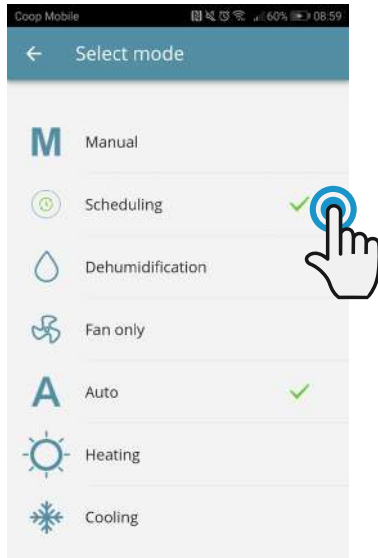 Coop Mobile 60% 08:59
Select mode
M Manual
Scheduling
Dehumidification
Fan only
A Auto
Heating
Cooling